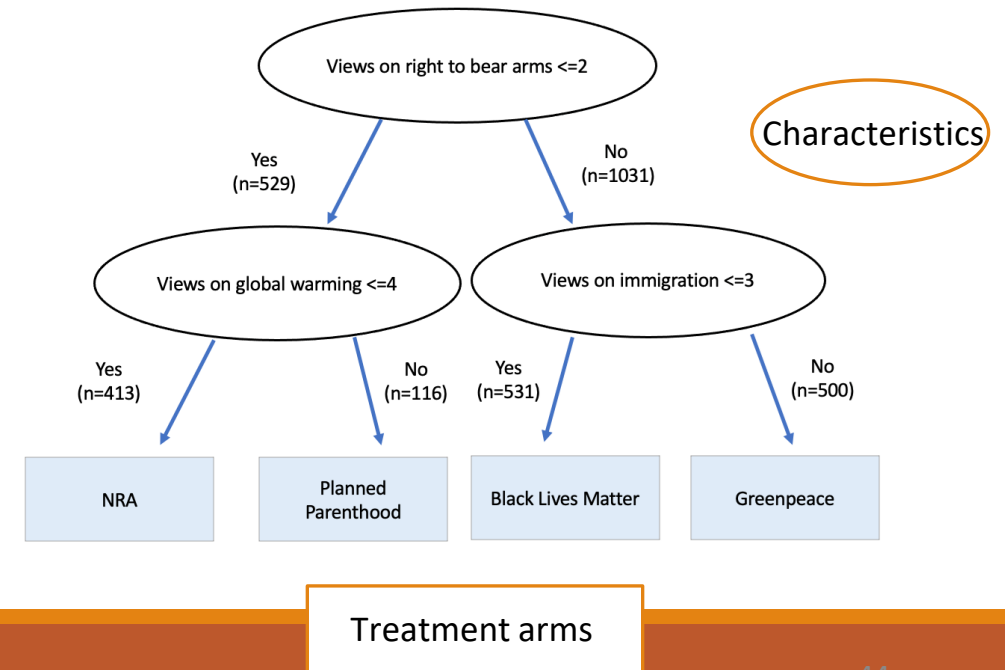 Views on right to bear arms <=2
Characteristics
Yes
(n=529)
No
(n=1031)
Views on global warming <=4
Views on immigration <=3
Yes
(n=413)
No
(n=116)
Yes
(n=531)
No
(n=500)
NRA
Planned
Parenthood
Black Lives Matter
Greenpeace
Treatment arms